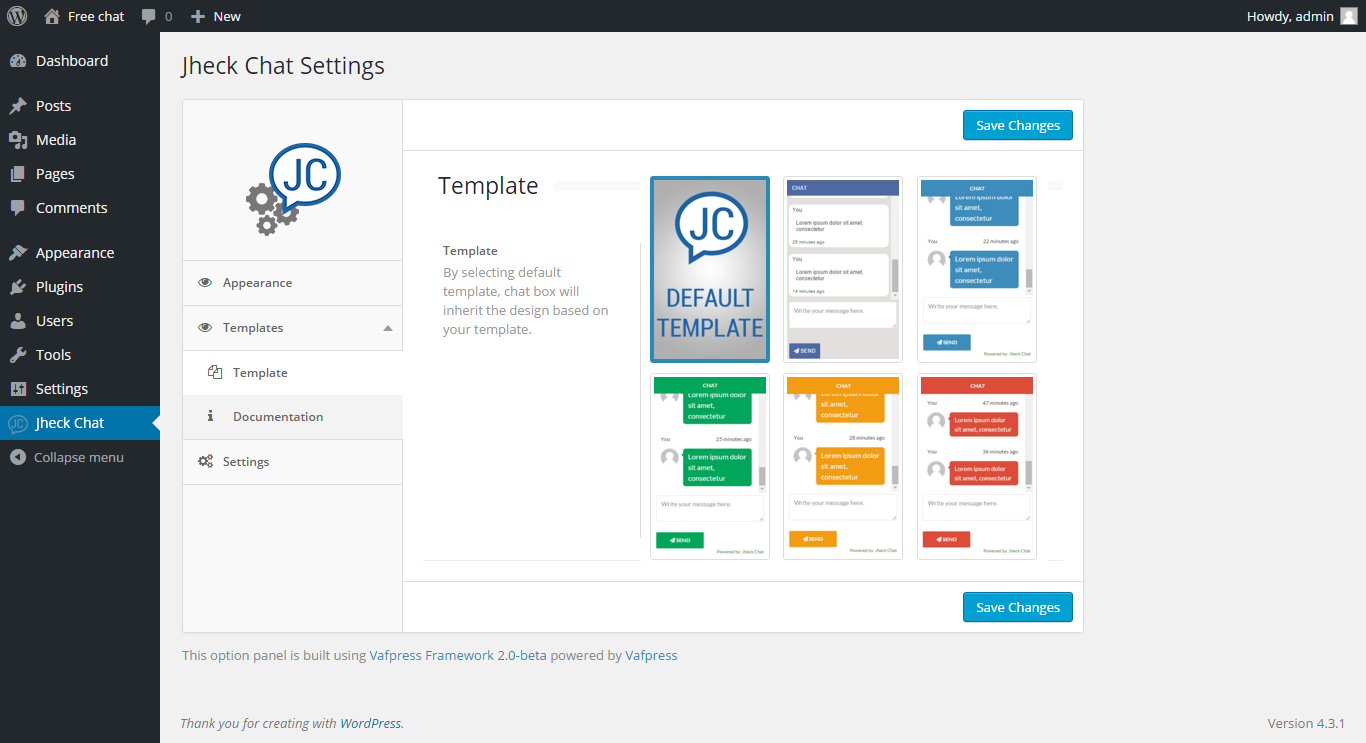 Free chat
0
New
Howdy, admin
Dashboard
Posts
Media
Pages
Comments
Appearance
Plugins
Users
Tools
Settings
Jheck Chat
Collapse menu
Jheck Chat Settings
JC
Appearance
Templates
Template
Documentation
Settings
Save Changes
Template
Template
By selecting default
template, chat box will
inherit the design based on
your template.
JC
DEFAULT
TEMPLATE
CHAT
You
Lorem ipsum dolor sit amet,
consectetur
25 minutes ago
You
Lorem ipsum dolor sit amet,
consectetur
14 minutes ago
Write your message here.
SEND
CHAT
Lorem ipsum dolor
sit amet,
consectetur
You 22 minutes ago
Lorem ipsum dolor
sit amet,
consectetur
Write your message here.
SEND
Powered by: Jheck Chat
CHAT
Lorem ipsum dolor
sit amet,
consectetur
You 25 minutes ago
Lorem ipsum dolor
sit amet,
consectetur
Write your message here.
SEND
Powered by: Jheck Chat
CHAT
Lorem ipsum dolor
sit amet,
consectetur
You 28 minutes ago
Lorem ipsum dolor
sit amet,
consectetur
Write your message here.
SEND
Powered by: Jheck Chat
CHAT
You 47 minutes ago
Lorem ipsum dolor
sit amet, consectetur
You 36 minutes ago
Lorem ipsum dolor
sit amet, consectetur
Write your message here.
SEND
Powered by: Jheck Chat
Save Changes
This option panel is built using Vafpress Framework 2.0-beta powered by Vafpress
Thank you for creating with WordPress.
Version 4.3.1